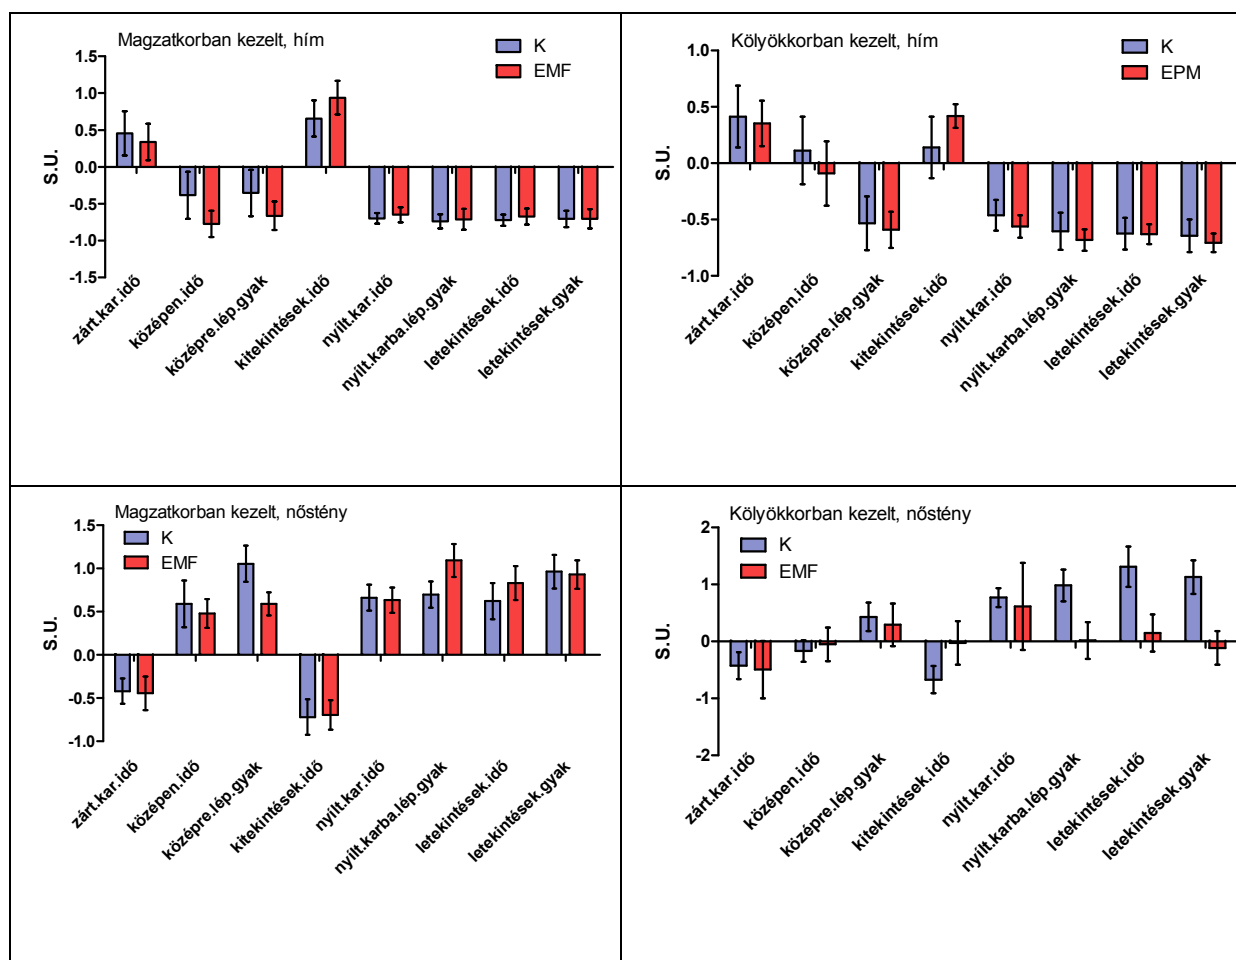 Magzatkorban kezelt, hím
K
EMF
S.U.
1.5
1.0
0.5
0.0
-0.5
-1.0
-1.5
zárt.kar.idő
középen.idő
középre.lép.gyak
kitekintések.idő
nyílt.kar.idő
nyílt.karba.lép.gyak
letekintések.idő
letekintések.gyak
Kölyökkorban kezelt, hím
K
EPM
S.U.
1.0
0.5
0.0
-0.5
-1.0
zárt.kar.idő
középen.idő
középre.lép.gyak
kitekintések.idő
nyílt.kar.idő
nyílt.karba.lép.gyak
letekintések.idő
letekintések.gyak
Magzatkorban kezelt, nőstény
K
EMF
S.U.
1.5
1.0
0.5
0.0
-0.5
-1.0
zárt.kar.idő
középen.idő
középre.lép.gyak
kitekintések.idő
nyílt.kar.idő
nyílt.karba.lép.gyak
letekintések.idő
letekintések.gyak
Kölyökkorban kezelt, nőstény
K
EMF
S.U.
2
1
0
-1
-2
zárt.kar.idő
középen.idő
középre.lép.gyak
kitekintések.idő
nyílt.kar.idő
nyílt.karba.lép.gyak
letekintések.idő
letekintések.gyak